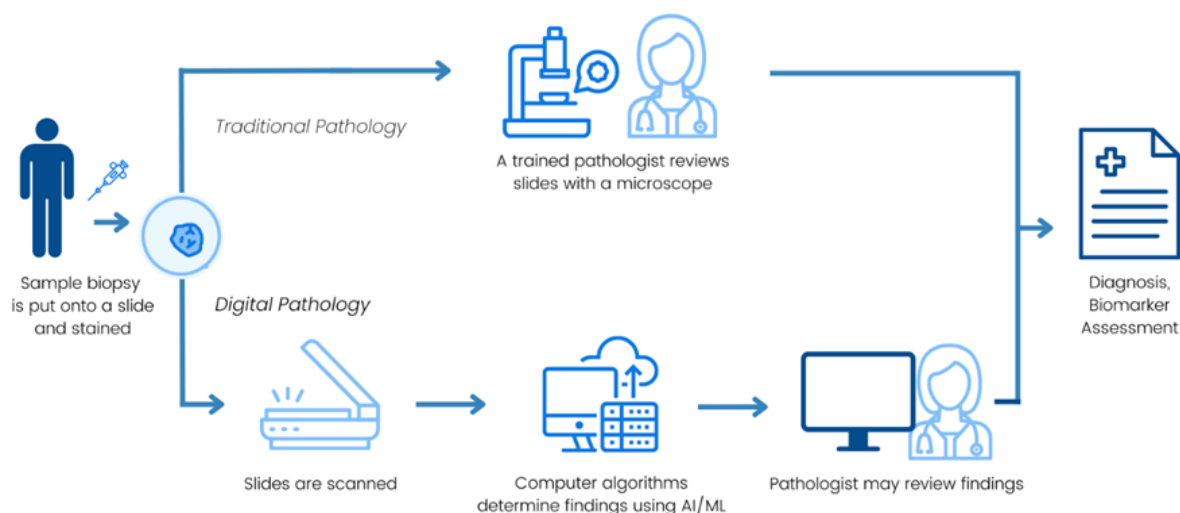 Traditional Pathology
A trained pathologist reviews
slides with a microscope
Sample biopsy
is put onto a slide
and stained
Digital Pathology
Diagnosis,
Biomarker
Assessment
Slides are scanned
Computer algorithms
determine findings using AI/ML
Pathologist may review findings